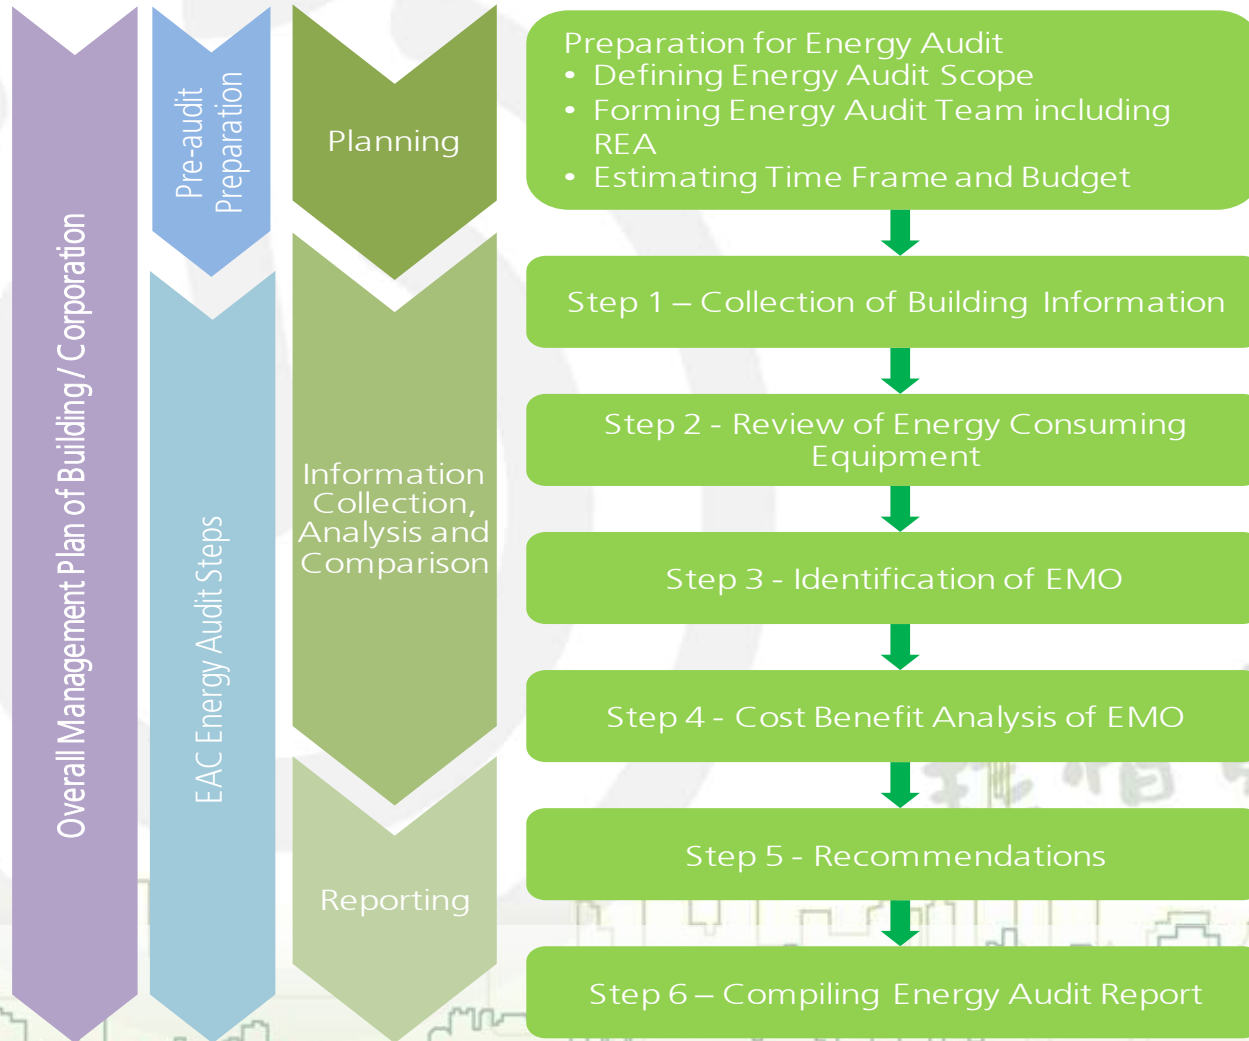 Overall Management Plan of Building / Corporation
Pre-audit
Preparation
EAC Energy Audit Steps
Planning
Information
Collection,
Analysis and
Comparison
Reporting
Preparation for Energy Audit
• Defining Energy Audit Scope
• Forming Energy Audit Team including
REA
• Estimating Time Frame and Budget
Step 1 – Collection of Building Information
Step 2 - Review of Energy Consuming
Equipment
Step 3 - Identification of EMO
Step 4 - Cost Benefit Analysis of EMO
Step 5 - Recommendations
Step 6 – Compiling Energy Audit Report